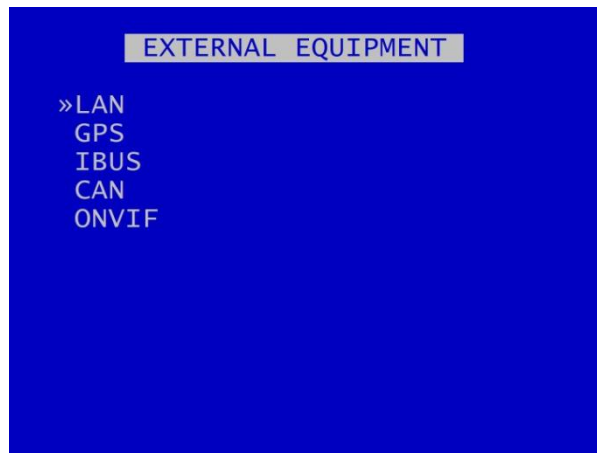 EXTERNAL EQUIPMENT
»LAN
GPS
IBUS
CAN
ONVIF